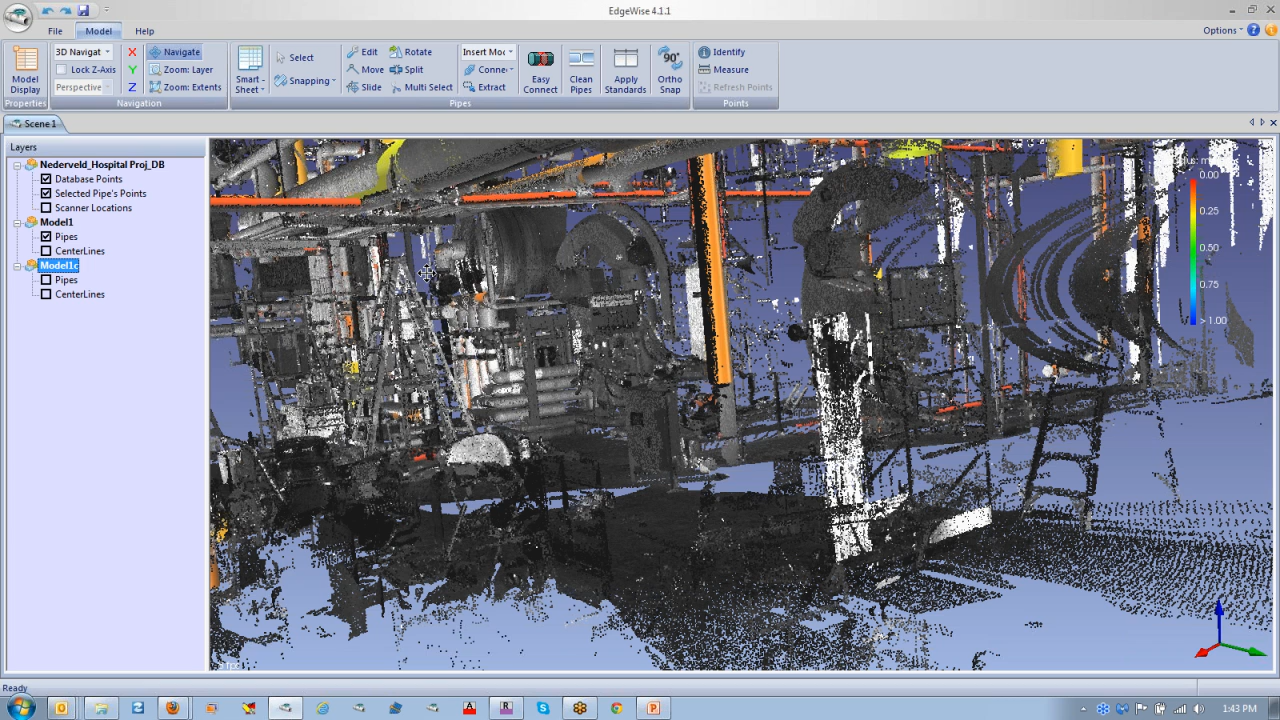 EdgeWise 4.1.1
File Model Help Options
3D Navigat Navigate Select Edit Rotate Insert Moc Identify
Lock Z-Axis Zoom: Layer Snapping Move Split Conne Measure
Perspective Zoom: Extents Slide Multi Select Extract Refresh Points
X
Y
Z
Model Display
Smart - Sheet
Easy Connect
Clean Pipes
Apply Standards
90°
Ortho Snap
Properties Navigation Pipes Points
Scene1
Layers
Nederveld_Hospital Proj_DB
Database Points
Selected Pipe's Points
Scanner Locations
Model1
Pipes
CenterLines
Model1c
Pipes
CenterLines
0.00
0.25
0.50
0.75
> 1.00
Ready
1:43 PM